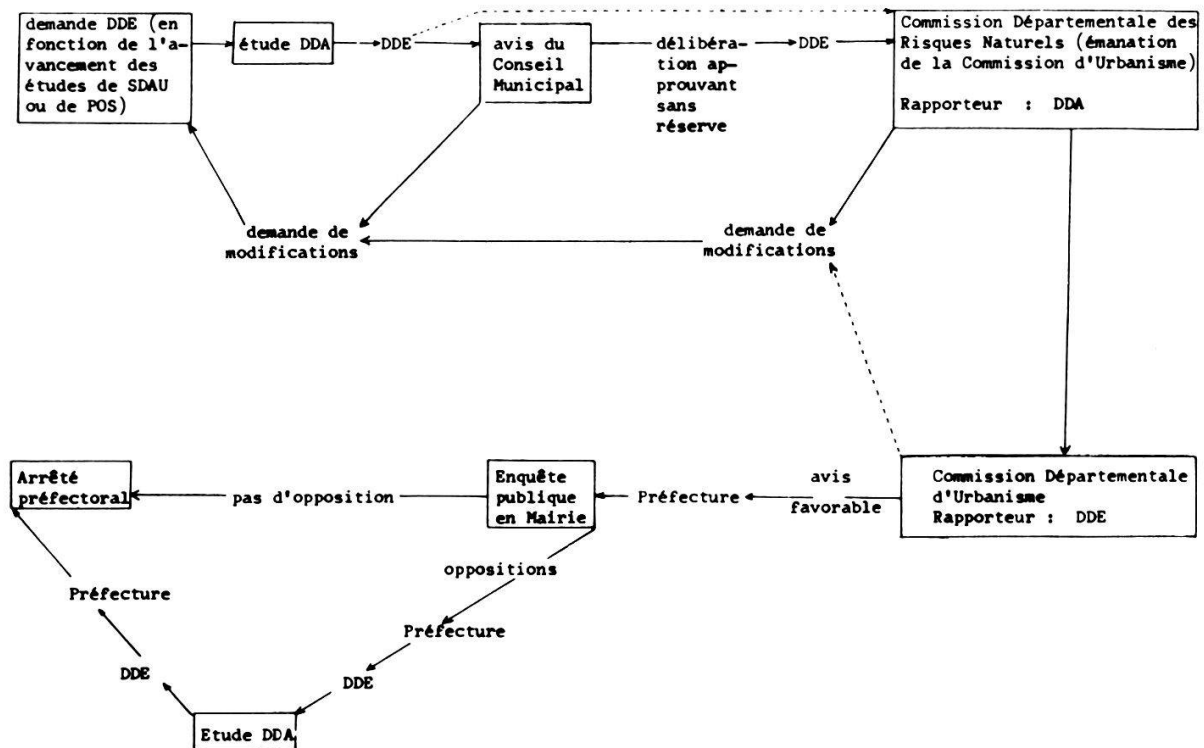 demande DDE (en
fonction de l'a-
vancement des
études de SDAU
ou de POS)
étude DDA
DDE
avis du
Conseil
Municipal
délibéra-
tion ap-
prouvant
sans
réserve
DDE
Commission Départementale des
Risques Naturels (émanation
de la Commission d'Urbanisme)
Rapporteur : DDA
demande de
modifications
demande de
modifications
Commission Départementale
d'Urbanisme
Rapporteur : DDE
avis
favorable
Préfecture
Enquête
publique
en Mairie
pas d'opposition
Arrêté
préfectoral
oppositions
Préfecture
DDE
Etude DDA
DDE
Préfecture